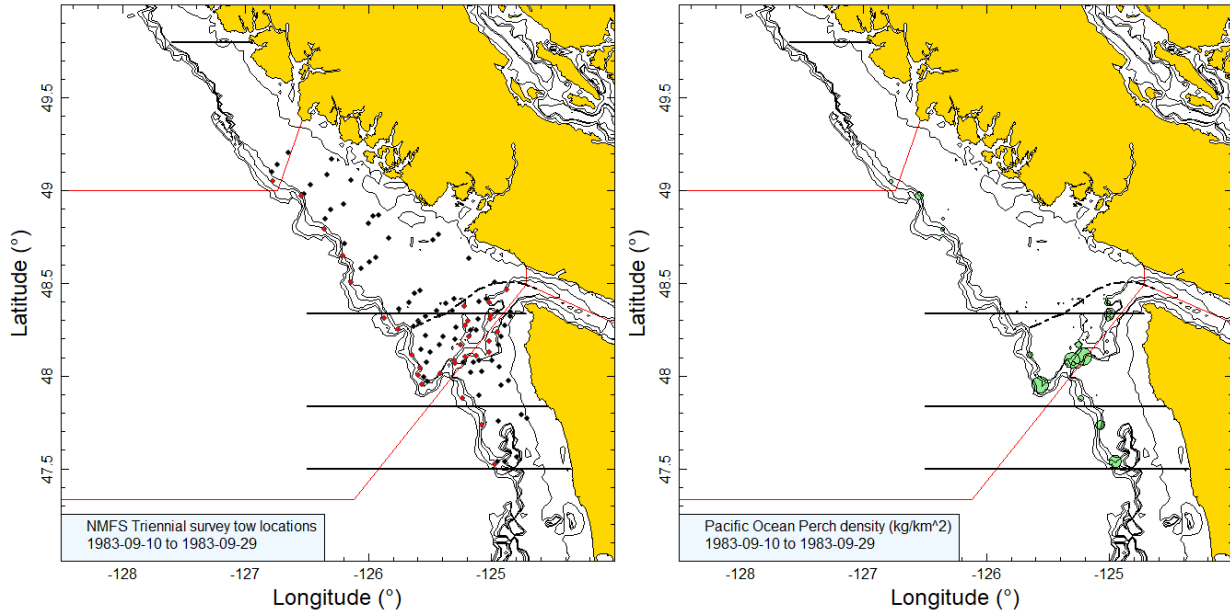 49.5
49
48.5
48
47.5
Latitude (°)
NMFS Triennial survey tow locations
1983-09-10 to 1983-09-29
-128
-127
-126
-125
Longitude (°)
49.5
49
48.5
48
47.5
Latitude (°)
Pacific Ocean Perch density (kg/km^2)
1983-09-10 to 1983-09-29
-128
-127
-126
-125
Longitude (°)